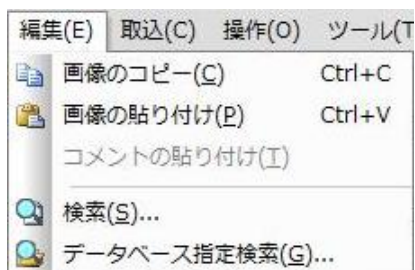 編集(E) 取込(C) 操作(O) ツール(T
画像のコピー(C) Ctrl+C
画像の貼り付け(P) Ctrl+V
コメントの貼り付け(T)
検索(S)...
データベース指定検索(G)...